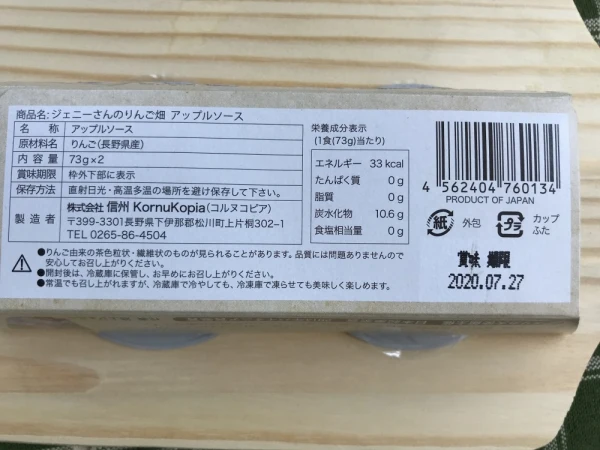 商品名:ジェニーさんのりんご畑 アップルソース
名称 アップルソース
原材料名 りんご(長野県産)
内容量 73g×2
賞味期限 枠外下部に表示
保存方法 直射日光・高温多湿の場所を避け保存して下さい。
製造者 株式会社 信州 KornuKopia(コルヌコピア)
〒399-3301長野県下伊那郡松川町上片桐302-1
TEL 0265-86-4504
●りんご由来の茶色粒状・繊維状のものが見られることがあります。品質には問題ありませんので
安心してお召し上がりください。
●開封後は、冷蔵庫に保管し、お早めにお召し上がりください。
●常温でも召し上がれますが、冷蔵庫で冷やしても、冷凍庫で凍らせても美味しく楽しめます。
栄養成分表示
(1食(73g)当たり)
エネルギー 33 kcal
たんぱく質 0 g
脂質 0 g
炭水化物 10.6 g
食塩相当量 0 g
4 562404 760134
PRODUCT OF JAPAN
紙 外包 プラ カップ
ふた
賞味 期限
2020.07.27